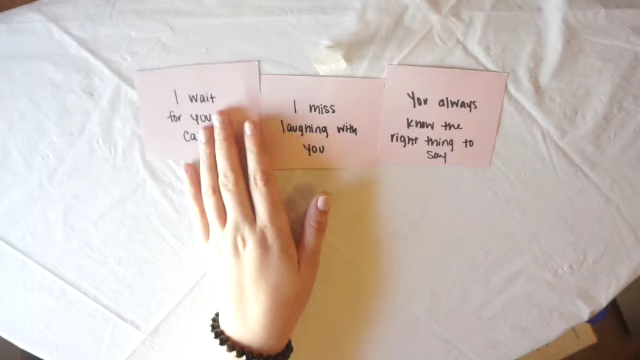 I wait
for you
I miss
laughing with
you
You always
know the
right thing to
say